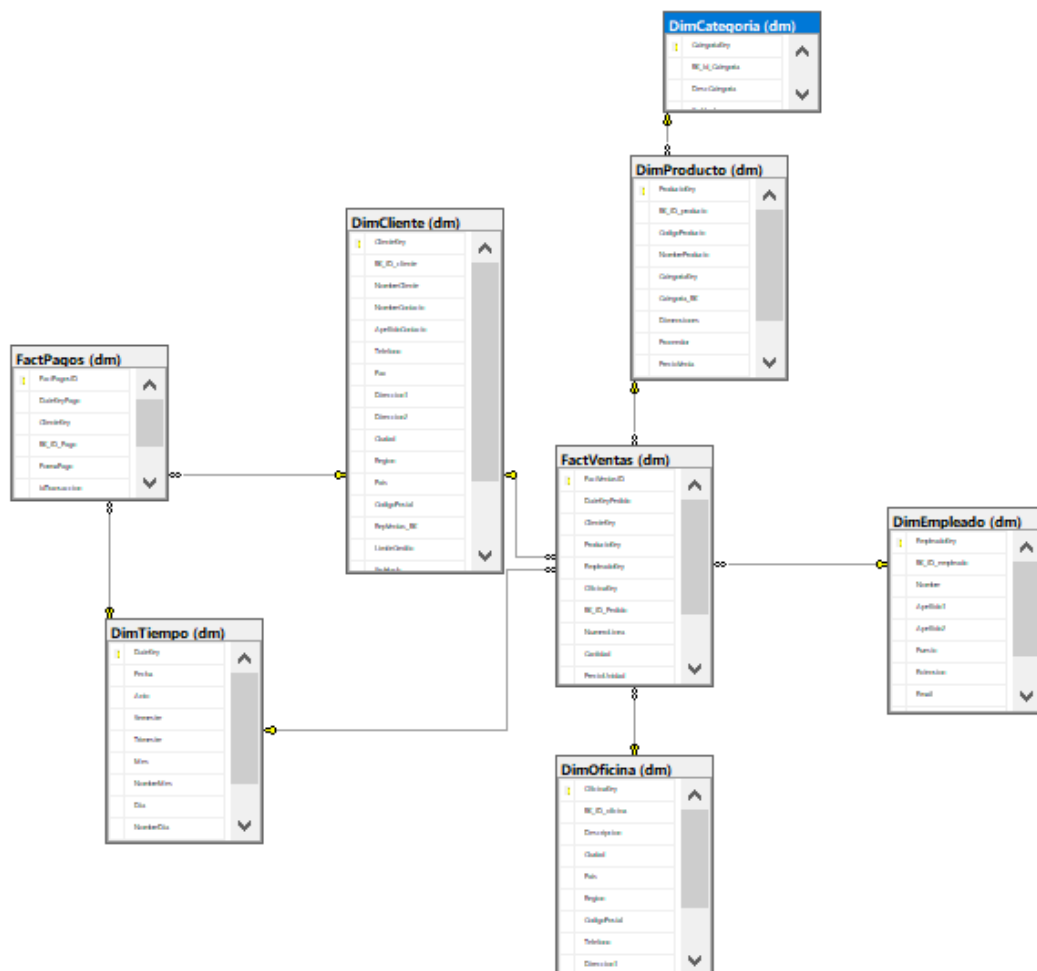 DimCategoria (dm)
CategoriaKey
BK_Id_Categoria
DescCategoria
DimProducto (dm)
ProductoKey
BK_ID_producto
CodigoProducto
NombreProducto
CategoriaKey
Categoria_BK
Dimensiones
Proveedor
PrecioVenta
DimCliente (dm)
ClienteKey
BK_ID_cliente
NombreCliente
NombreContacto
ApellidoContacto
Telefono
Fax
Direccion1
Direccion2
Ciudad
Region
Pais
CodigoPostal
RepVentas_BK
LimiteCredito
FactPagos (dm)
FactPagosID
DateKeyPago
ClienteKey
BK_ID_Pago
FormaPago
IdTransaccion
FactVentas (dm)
FactVentasID
DateKeyPedido
ClienteKey
ProductoKey
EmpleadoKey
OficinaKey
BK_ID_Pedido
NumeroLinea
Cantidad
PrecioUnidad
DimEmpleado (dm)
EmpleadoKey
BK_ID_empleado
Nombre
Apellido1
Apellido2
Puesto
Extension
Email
DimTiempo (dm)
DateKey
Fecha
Anio
Semestre
Trimestre
Mes
NombreMes
Dia
NombreDia
DimOficina (dm)
OficinaKey
BK_ID_oficina
Descripcion
Ciudad
Pais
Region
CodigoPostal
Telefono
Direccion1